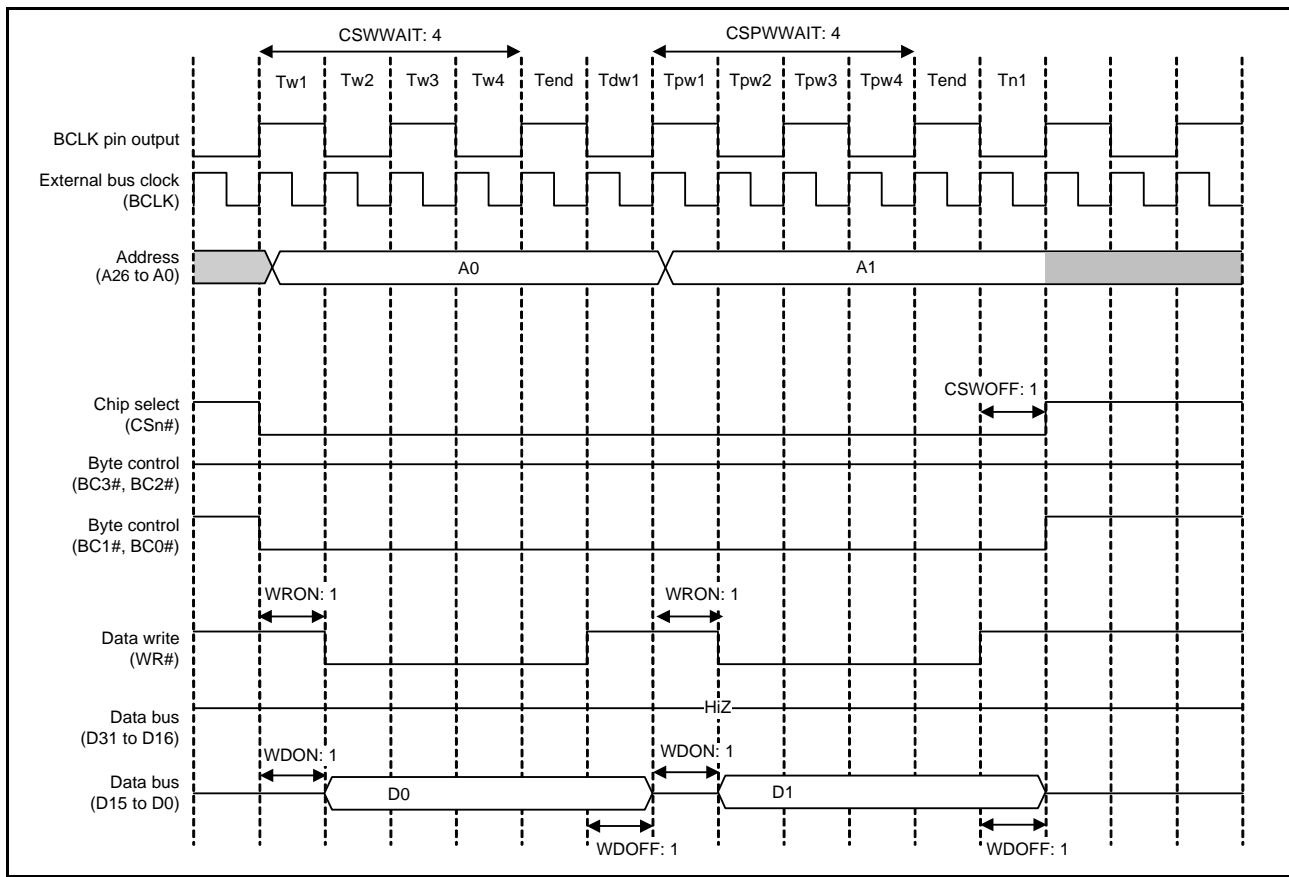 CSWWAIT: 4 CSPWWAIT: 4
Tw1 Tw2 Tw3 Tw4 Tend Tdw1 Tpw1 Tpw2 Tpw3 Tpw4 Tend Tn1
BCLK pin output
External bus clock
(BCLK)
Address
(A26 to A0)
A0 A1
CSWOFF: 1
Chip select
(CSn#)
Byte control
(BC3#, BC2#)
Byte control
(BC1#, BC0#)
WRON: 1 WRON: 1
Data write
(WR#)
HiZ
Data bus
(D31 to D16)
WDON: 1 WDON: 1
Data bus
(D15 to D0)
D0 D1
WDOFF: 1 WDOFF: 1